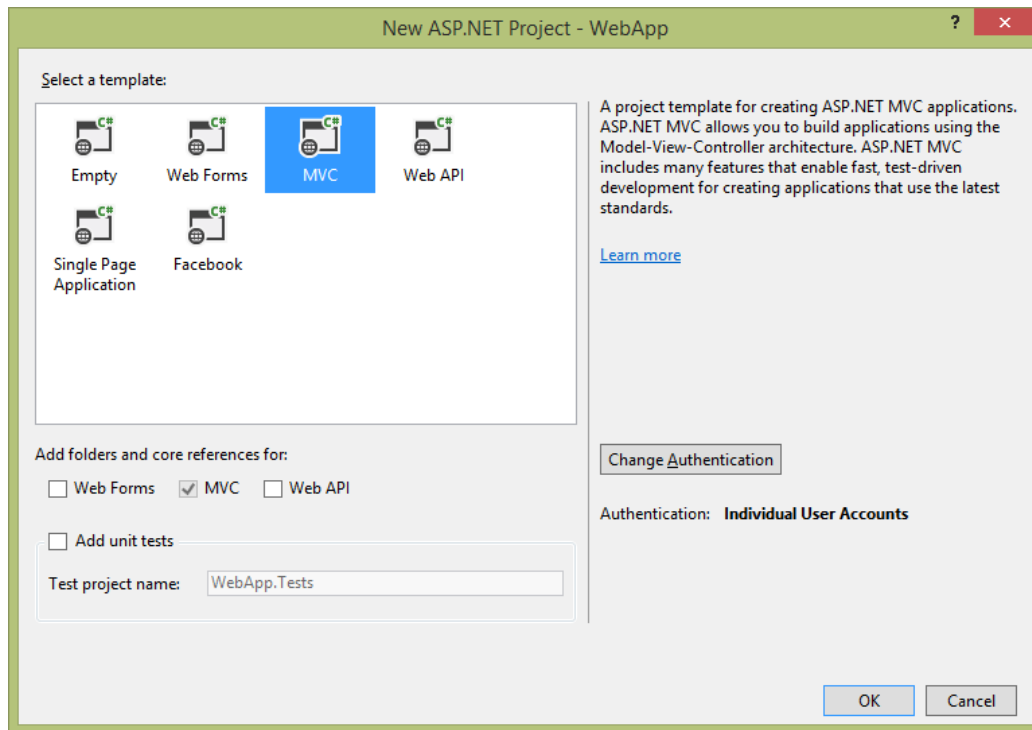 New ASP.NET Project - WebApp
?
×
Select a template:
C#
C#
C#
C#
Empty
Web Forms
MVC
Web API
C#
C#
Single Page
Application
Facebook
A project template for creating ASP.NET MVC applications.
ASP.NET MVC allows you to build applications using the
Model-View-Controller architecture. ASP.NET MVC
includes many features that enable fast, test-driven
development for creating applications that use the latest
standards.
Learn more
Add folders and core references for:
Web Forms
MVC
Web API
Add unit tests
Test project name:
WebApp.Tests
Change Authentication
Authentication: Individual User Accounts
OK
Cancel